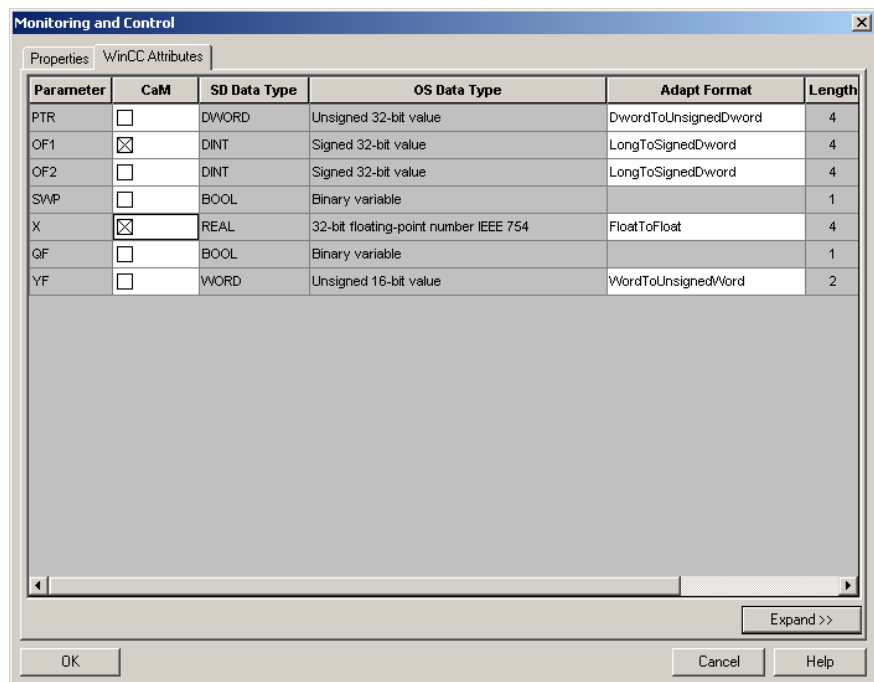 Monitoring and Control
Properties WinCC Attributes
Parameter CaM SD Data Type OS Data Type Adapt Format Length
PTR DWORD Unsigned 32-bit value DwordToUnsignedDword 4
OF1 DINT Signed 32-bit value LongToSignedDword 4
OF2 DINT Signed 32-bit value LongToSignedDword 4
SWP BOOL Binary variable 1
X REAL 32-bit floating-point number IEEE 754 FloatToFloat 4
QF BOOL Binary variable 1
YF WORD Unsigned 16-bit value WordToUnsignedWord 2
Expand >>
OK Cancel Help